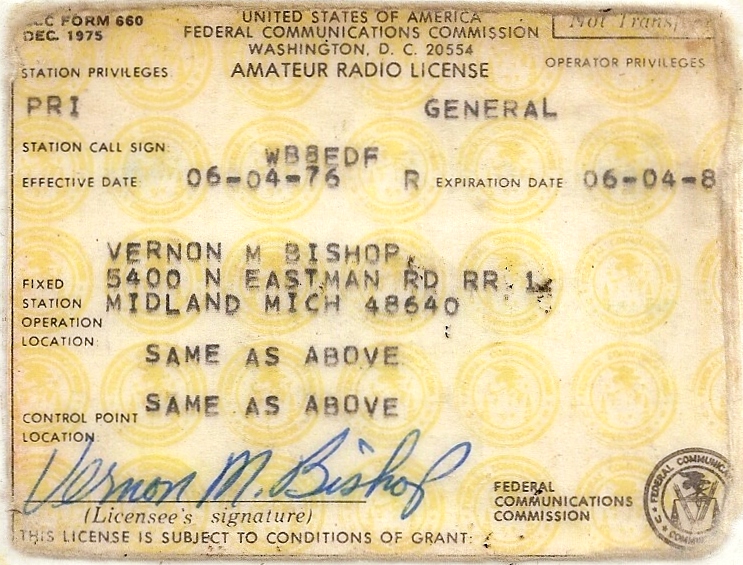 FORM 660
DEC. 1975
UNITED STATES OF AMERICA
FEDERAL COMMUNICATIONS COMMISSION
WASHINGTON, D. C. 20554
AMATEUR RADIO LICENSE
Not
STATION PRIVILEGES
OPERATOR PRIVILEGES
PRI
GENERAL
STATION CALL SIGN:
WB8EDF
EFFECTIVE DATE: 06-04-76 R EXPIRATION DATE 06-04-8
VERNON M BISHOP
5400 N EASTMAN RD RR 1
MIDLAND MICH 48640
FIXED
STATION
OPERATION
LOCATION:
SAME AS ABOVE
SAME AS ABOVE
CONTROL POINT
LOCATION:
Vernon M. Bishop
(Licensee's signature)
FEDERAL
COMMUNICATIONS
COMMISSION
FEDERAL
THIS LICENSE IS SUBJECT TO CONDITIONS OF GRANT: